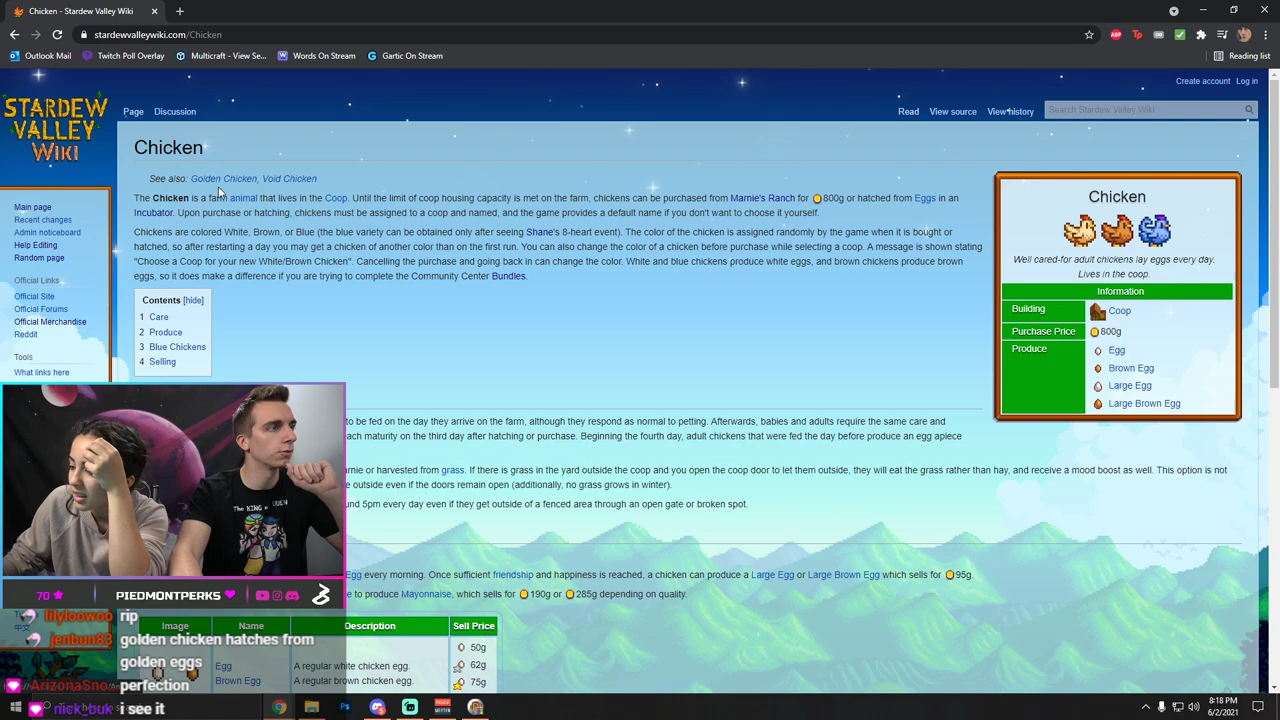 Chicken - Stardew Valley Wiki
stardewvalleywiki.com/Chicken
Outlook Mail
Twitch Poll Overlay
Multicraft - View Se...
Words On Stream
Gartic On Stream
Reading list
Create account Log in
STARDEW
VALLEY
WIKI
Page Discussion
Read View source View history Search Stardew Valley Wiki
Main page
Recent changes
Admin noticeboard
Help Editing
Random page
Official Links
Official Site
Official Forums
Official Merchandise
Reddit
Tools
What links here
Chicken
See also: Golden Chicken, Void Chicken
The Chicken is a farm animal that lives in the Coop. Until the limit of coop housing capacity is met on the farm, chickens can be purchased from Marnie's Ranch for 800g or hatched from Eggs in an
Incubator. Upon purchase or hatching, chickens must be assigned to a coop and named, and the game provides a default name if you don't want to choose it yourself.
Chickens are colored White, Brown, or Blue (the blue variety can be obtained only after seeing Shane's 8-heart event). The color of the chicken is assigned randomly by the game when it is bought or
hatched, so after restarting a day you may get a chicken of another color than on the first run. You can also change the color of a chicken before purchase while selecting a coop. A message is shown stating
"Choose a Coop for your new White/Brown Chicken". Cancelling the purchase and going back in can change the color. White and blue chickens produce white eggs, and brown chickens produce brown
eggs, so it does make a difference if you are trying to complete the Community Center Bundles.
Contents [hide]
1 Care
2 Produce
3 Blue Chickens
4 Selling
Chicken
Well cared-for adult chickens lay eggs every day.
Lives in the coop.
Information
Building Coop
Purchase Price 800g
Produce Egg
Brown Egg
Large Egg
Large Brown Egg
to be fed on the day they arrive on the farm, although they respond as normal to petting. Afterwards, babies and adults require the same care and
each maturity on the third day after hatching or purchase. Beginning the fourth day, adult chickens that were fed the day before produce an egg apiece
arnie or harvested from grass. If there is grass in the yard outside the coop and you open the coop door to let them outside, they will eat the grass rather than hay, and receive a mood boost as well. This option is not
outside even if the doors remain open (additionally, no grass grows in winter).
und 5pm every day even if they get outside of a fenced area through an open gate or broken spot.
Egg every morning. Once sufficient friendship and happiness is reached, a chicken can produce a Large Egg or Large Brown Egg which sells for 95g.
e to produce Mayonnaise, which sells for 190g or 285g depending on quality.
Image Name Description Sell Price
Egg
Brown Egg
A regular white chicken egg.
A regular brown chicken egg.
50g
62g
75g
THE KING
QUEEN
70 PIEDMONTPERKS
中文
lilyloowoo rip
jenbun83 golden chicken hatches from
golden eggs
ArizonaSno perfection
nick_buk i see it
8:18 PM
6/2/2021